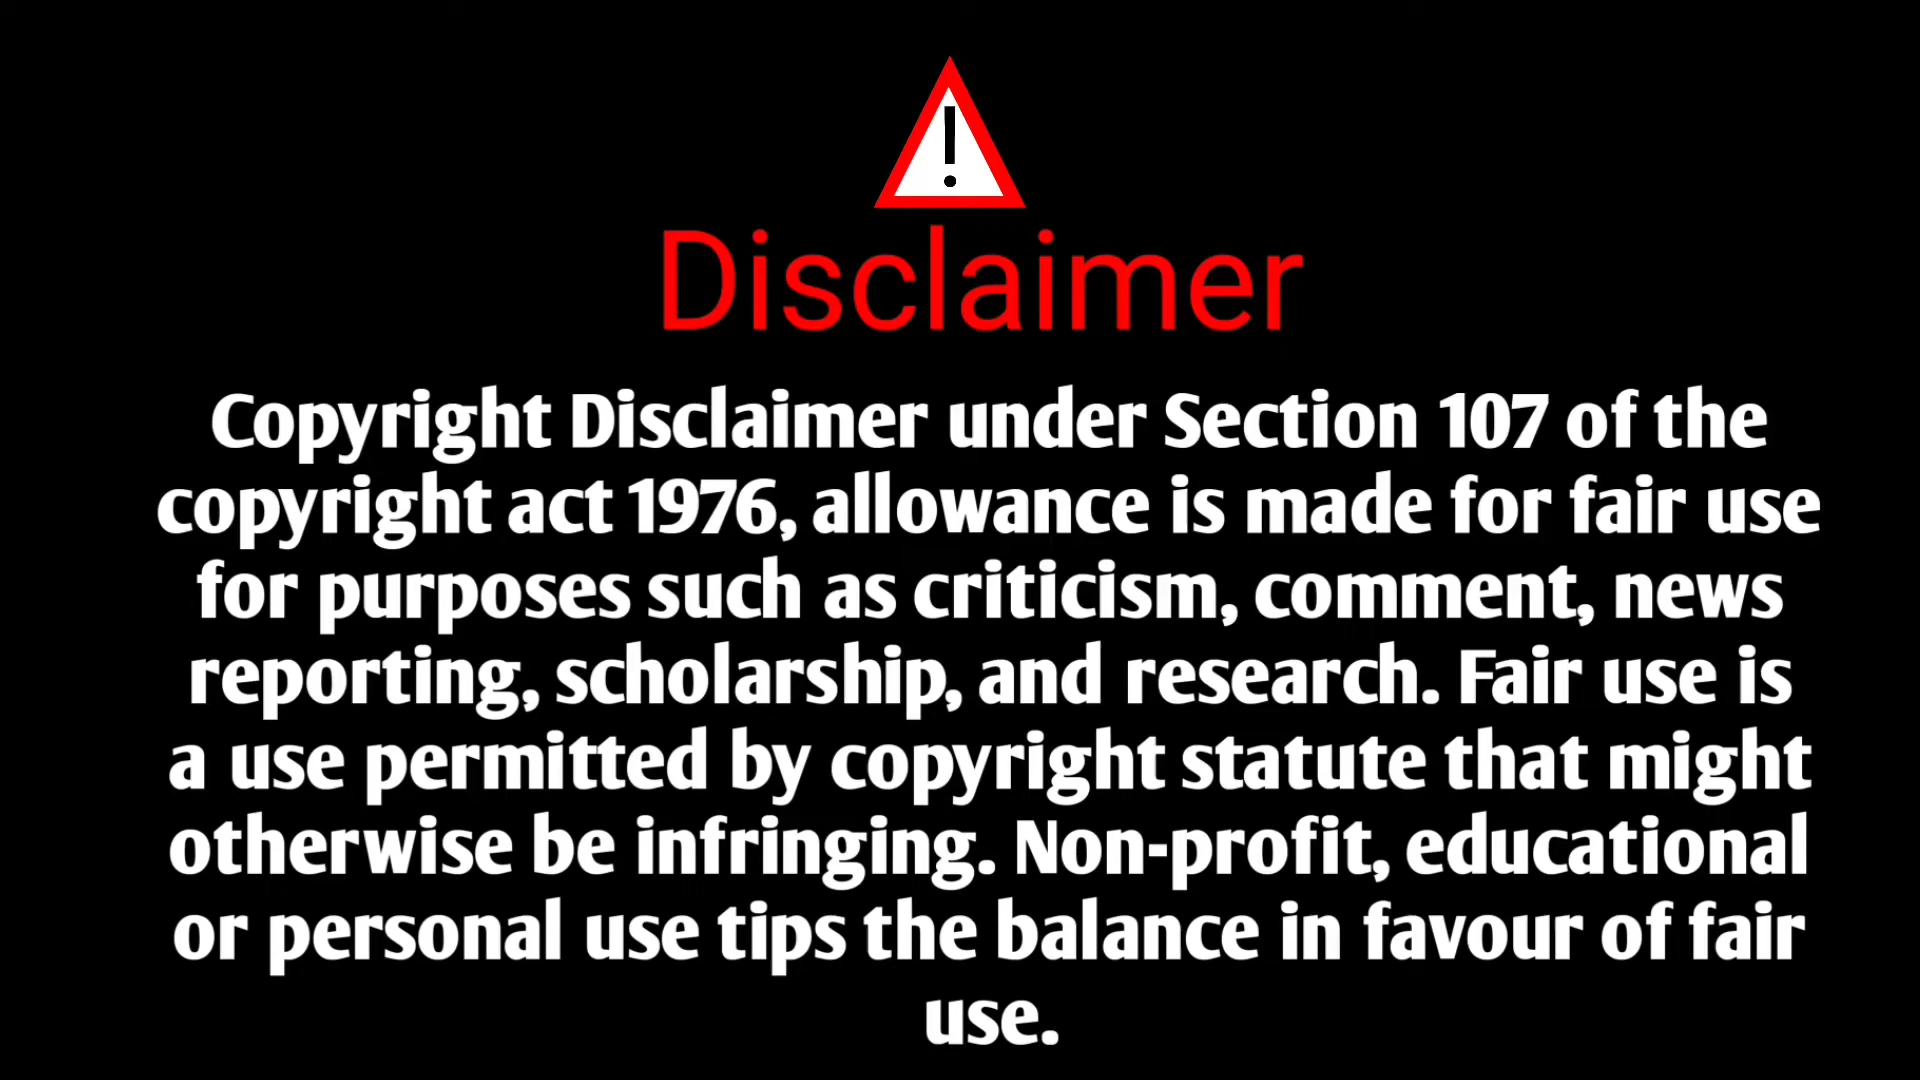 Disclaimer
Copyright Disclaimer under Section 107 of the
copyright act 1976, allowance is made for fair use
for purposes such as criticism, comment, news
reporting, scholarship, and research. Fair use is
a use permitted by copyright statute that might
otherwise be infringing. Non-profit, educational
or personal use tips the balance in favour of fair
use.